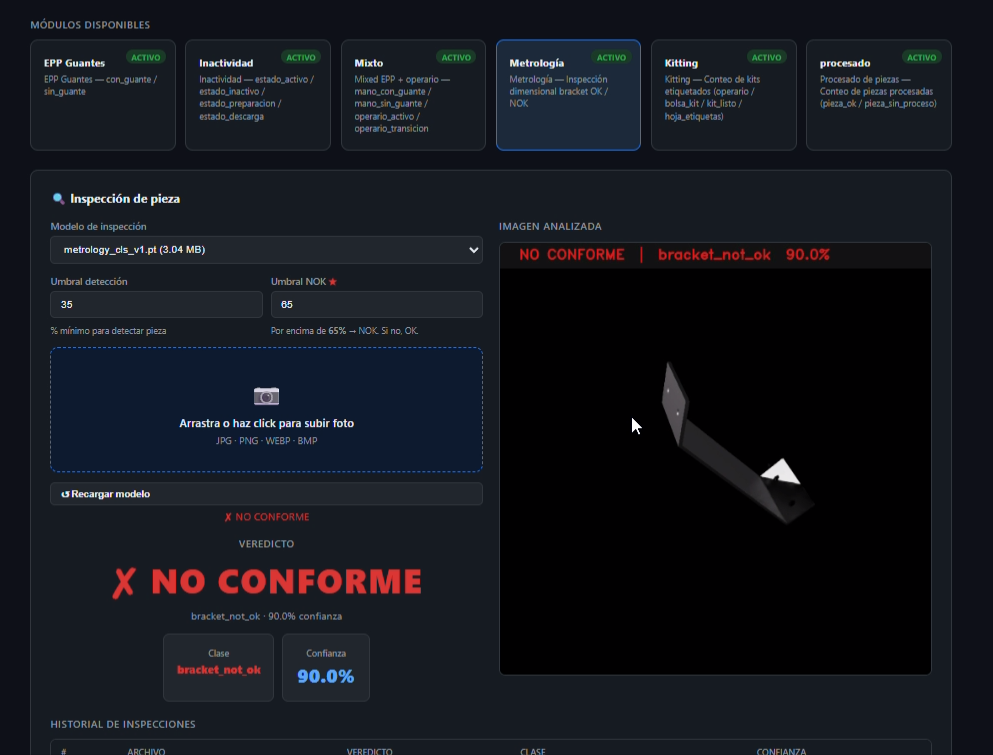 MÓDULOS DISPONIBLES
EPP Guantes ACTIVO
EPP Guantes — con_guante /
sin_guante
Inactividad ACTIVO
Inactividad — estado_activo /
estado_inactivo /
estado_preparacion /
estado_descarga
Mixto ACTIVO
Mixed EPP + operario —
mano_con_guante /
mano_sin_guante /
operario_activo /
operario_transicion
Metrología ACTIVO
Metrología — Inspección
dimensional bracket OK /
NOK
Kitting ACTIVO
Kitting — Conteo de kits
etiquetados (operario /
bolsa_kit / kit_listo /
hoja_etiquetas)
procesado ACTIVO
Procesado de piezas —
Conteo de piezas procesadas
(pieza_ok / pieza_sin_proceso)
Inspección de pieza
Modelo de inspección
metrology_cls_v1.pt (3.04 MB)
Umbral detección
35
% mínimo para detectar pieza
Umbral NOK ★
65
Por encima de 65% → NOK. Si no, OK.
Arrastra o haz click para subir foto
JPG · PNG · WEBP · BMP
↺ Recargar modelo
✗ NO CONFORME
VEREDICTO
✗ NO CONFORME
bracket_not_ok · 90.0% confianza
Clase
bracket_not_ok
Confianza
90.0%
IMAGEN ANALIZADA
NO CONFORME | bracket_not_ok 90.0%
HISTORIAL DE INSPECCIONES
# ARCHIVO VEREDICTO CLASE CONFIANZA